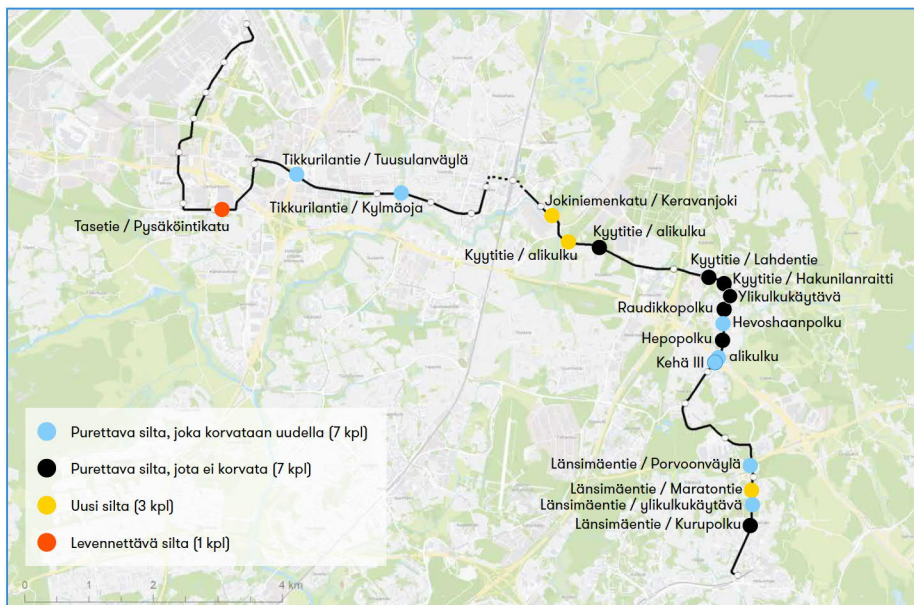 Tikkurilantie / Tuusulanväylä
Tikkurilantie / Kylmäoja
Tasetie / Pysäköintikatu
Jokiniemenkatu / Keravanjoki
Kyytitie / alikulku
Kyytitie / alikulku
Kyytitie / Lahdentie
Kyytitie / Hakunilanraitti
Ylikulkukäytävä
Raudikkopolku
Hevoshaanpolku
Hepopolku
alikulku
Kehä III
Länsimäentie / Porvoonväylä
Länsimäentie / Maratontie
Länsimäentie / ylikulkukäytävä
Länsimäentie / Kurupolku
Purettava silta, joka korvataan uudella (7 kpl)
Purettava silta, jota ei korvata (7 kpl)
Uusi silta (3 kpl)
Levennettävä silta (1 kpl)
0 2 4 km